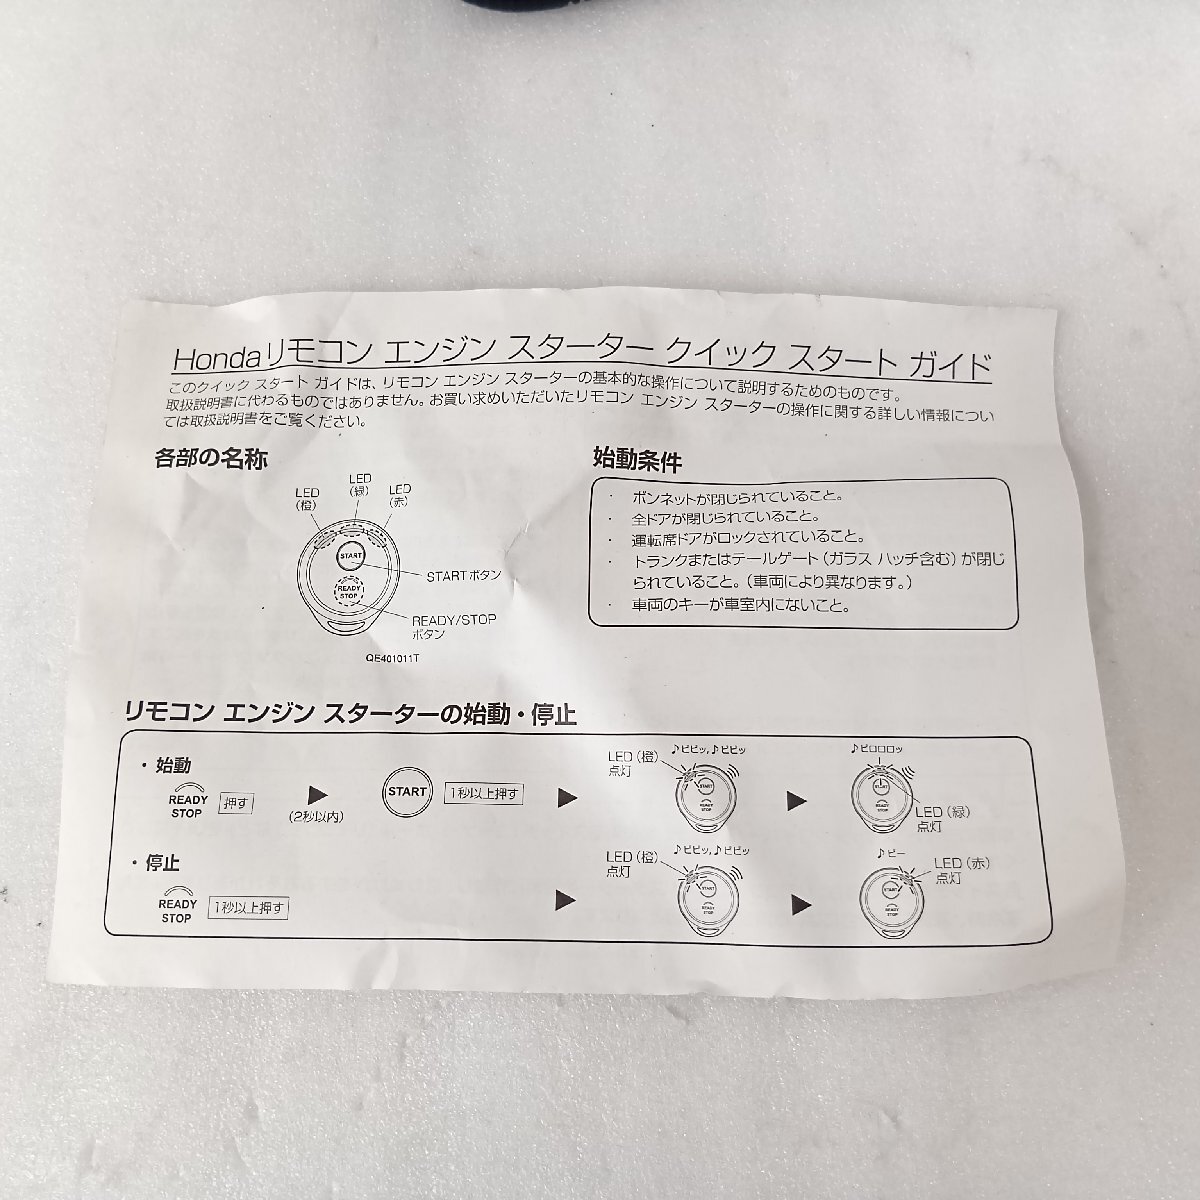 Hondaリモコン エンジン スターター クイック スタート ガイド
このクイック スタート ガイドは、リモコン エンジン スターターの基本的な操作について説明するためのものです。
取扱説明書に代わるものではありません。お買い求めいただいたリモコン エンジン スターターの操作に関する詳しい情報につい
ては取扱説明書をご覧ください。
各部の名称
LED
(橙)
LED
(緑)
LED
(赤)
START
READY
STOP
STARTボタン
READY/STOP
ボタン
QE401011T
始動条件
・ ボンネットが閉じられていること。
・ 全ドアが閉じられていること。
・ 運転席ドアがロックされていること。
・ トランクまたはテールゲート(ガラス ハッチ含む)が閉じ
られていること。(車両により異なります。)
・ 車両のキーが車室内にないこと。
リモコン エンジン スターターの始動・停止
・始動
READY
STOP
押す
(2秒以内)
START
1秒以上押す
♪ピピッ,♪ピピッ
LED(橙)
点灯
START
READY
STOP
♪ピロロロッ
START
READY
STOP
LED(緑)
点灯
・停止
READY
STOP
1秒以上押す
♪ピピッ,♪ピピッ
LED(橙)
点灯
START
READY
STOP
♪ピー
LED(赤)
点灯
START
READY
STOP